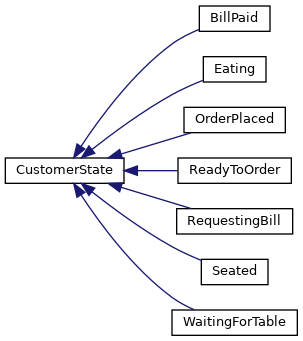 BillPaid
Eating
OrderPlaced
CustomerState
ReadyToOrder
RequestingBill
Seated
WaitingForTable